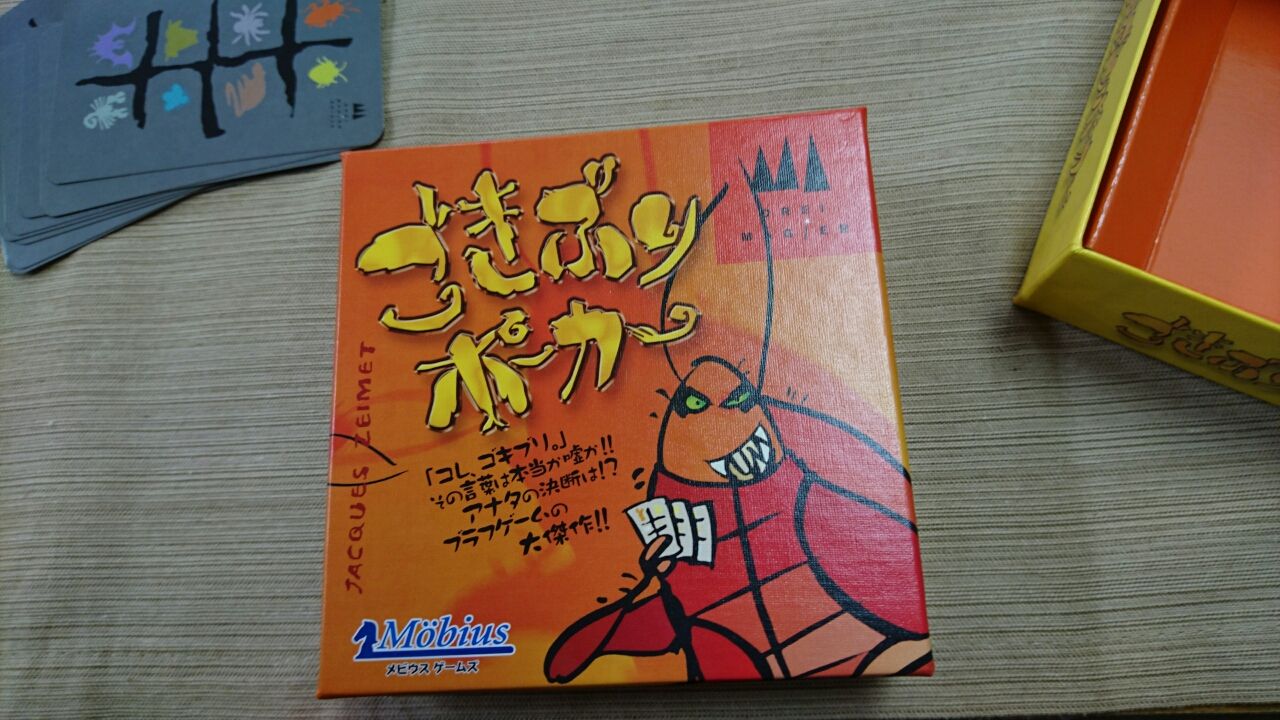 ごきぶり
ポーカー
DREI
MAGIER
JACQUES ZEIMET
「コレ、ゴキブリ。」
その言葉は本当か嘘か!!
アナタの決断は!?
ブラフゲームの
大傑作!!
Möbius
メビウス ゲームズ